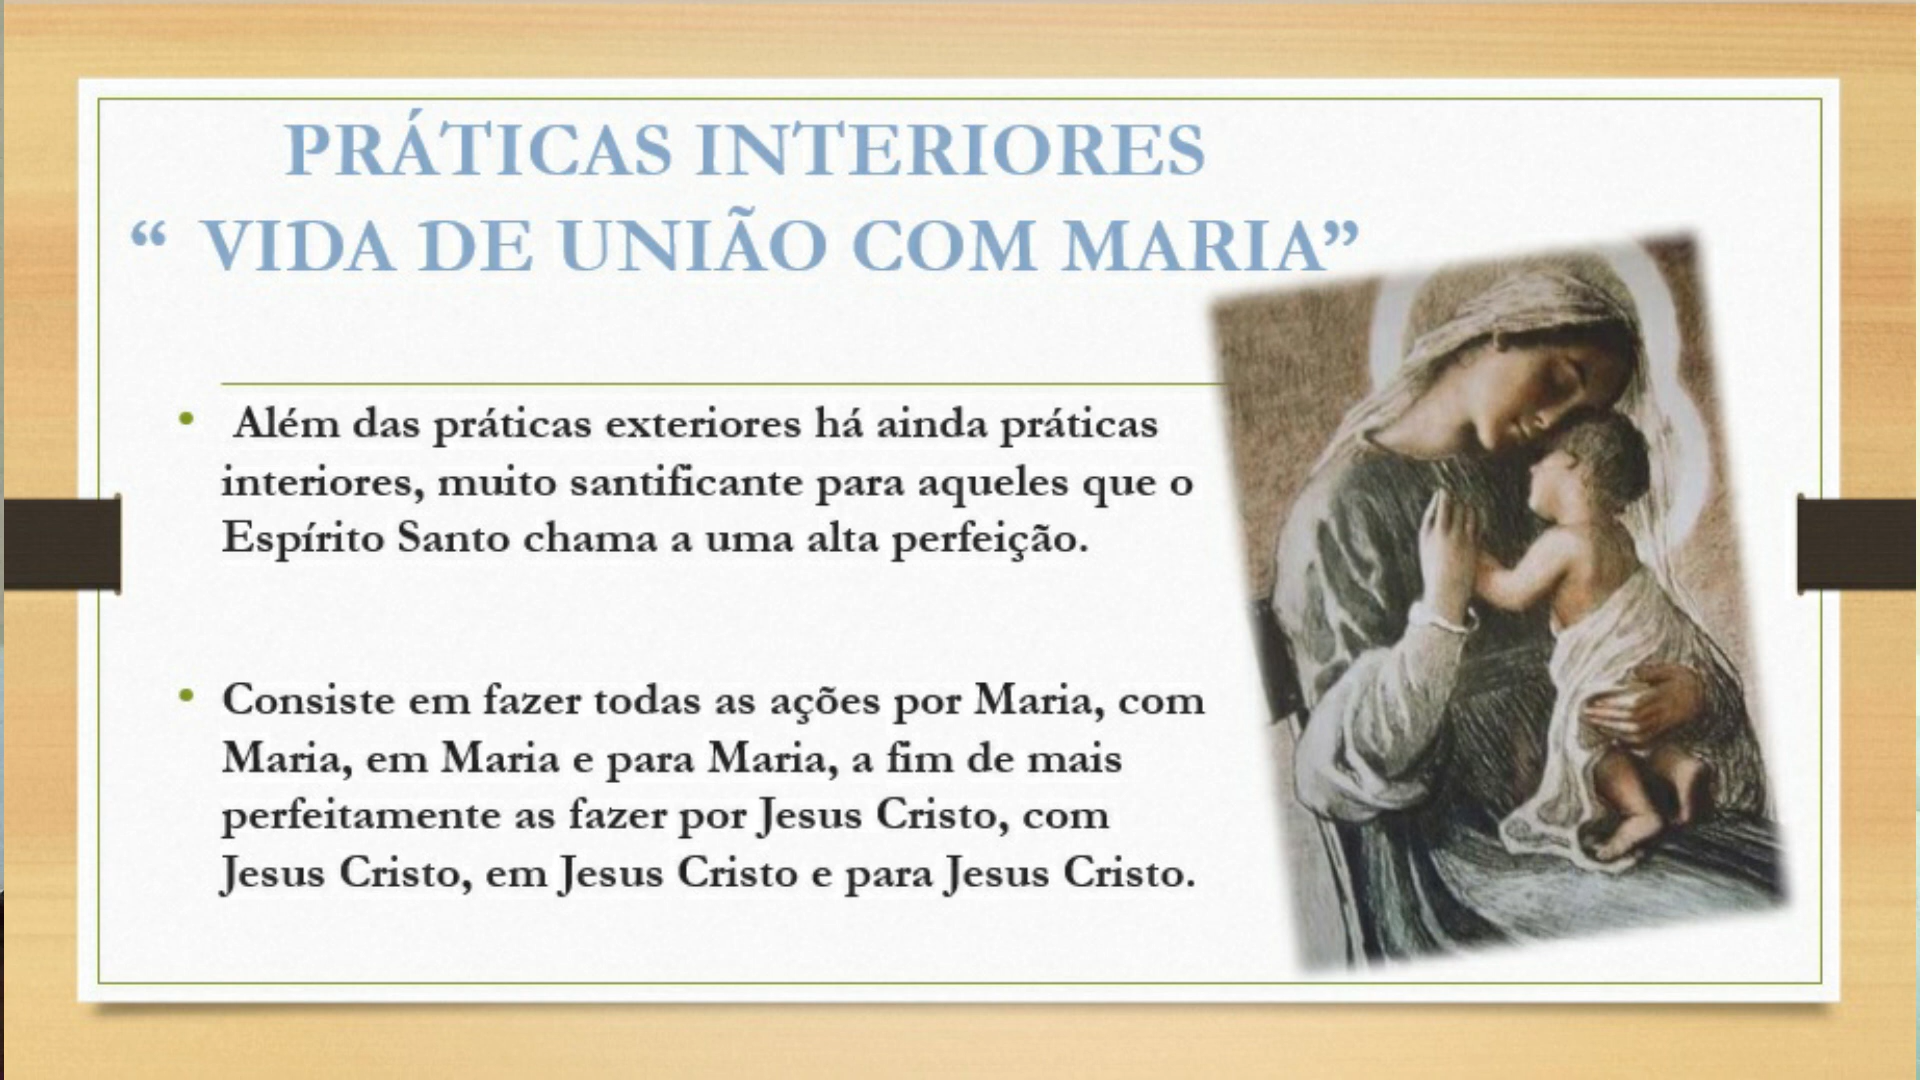 PRÁTICAS INTERIORES
“ VIDA DE UNIÃO COM MARIA”
• Além das práticas exteriores há ainda práticas
interiores, muito santificante para aqueles que o
Espírito Santo chama a uma alta perfeição.
• Consiste em fazer todas as ações por Maria, com
Maria, em Maria e para Maria, a fim de mais
perfeitamente as fazer por Jesus Cristo, com
Jesus Cristo, em Jesus Cristo e para Jesus Cristo.